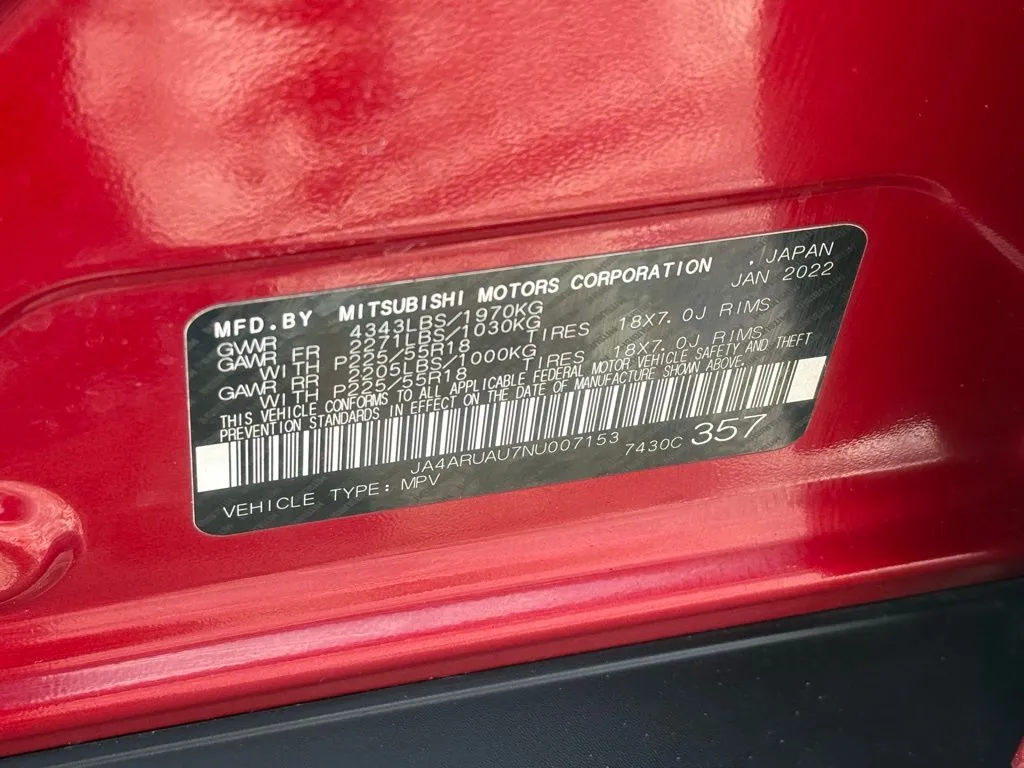 MFD.BY MITSUBISHI MOTORS CORPORATION , JAPAN
JAN 2022
GVWR 4343LBS/1970KG
GAWR FR 2271LBS/1030KG
WITH P225/55R18 TIRES 18X7.0J RIMS
GAWR RR 2205LBS/1000KG
WITH P225/55R18 TIRES 18X7.0J RIMS
THIS VEHICLE CONFORMS TO ALL APPLICABLE FEDERAL MOTOR VEHICLE SAFETY AND THEFT
PREVENTION STANDARDS IN EFFECT ON THE DATE OF MANUFACTURE SHOWN ABOVE.
JA4ARUAU7NU007153 7430C 357
VEHICLE TYPE: MPV